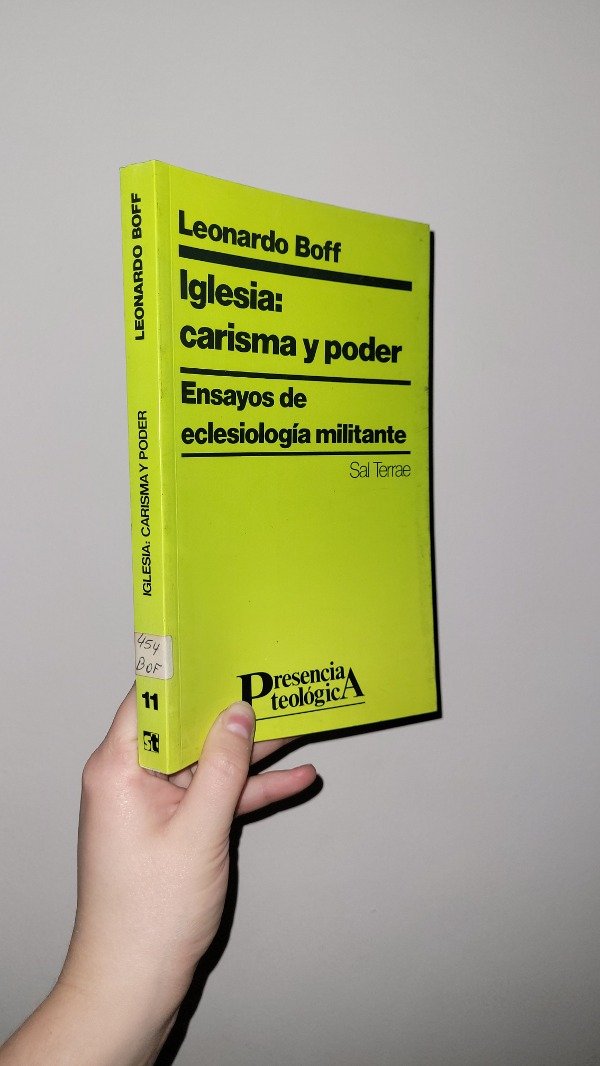 Leonardo Boff
Iglesia:
carisma y poder
Ensayos de
eclesiología militante
Sal Terrae
Presencia
teológicA
LEONARDO BOFF
IGLESIA: CARISMA Y PODER
454
BOF
11
st